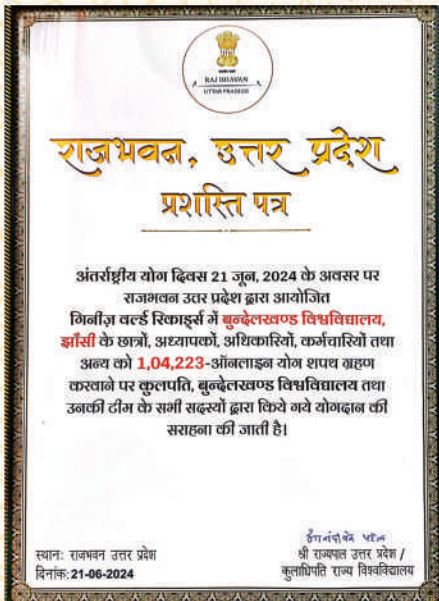 RAJ BHAWAN
UTTAR PRADESH
राजभवन, उत्तर प्रदेश
प्रशस्ति पत्र
अंतर्राष्ट्रीय योग दिवस 21 जून, 2024 के अवसर पर
राजभवन उत्तर प्रदेश द्वारा आयोजित
गिनीज़ वर्ल्ड रिकार्ड्स में बुन्देलखण्ड विश्वविद्यालय,
झाँसी के छात्रों, अध्यापकों, अधिकारियों, कर्मचारियों तथा
अन्य को 1,04,223-ऑनलाइन योग शपथ ग्रहण
करवाने पर कुलपति, बुन्देलखण्ड विश्वविद्यालय तथा
उनकी टीम के सभी सदस्यों द्वारा किये गये योगदान की
सराहना की जाती है।
स्थानः राजभवन उत्तर प्रदेश
दिनांक: 21-06-2024
श्री राज्यपाल उत्तर प्रदेश /
कुलाधिपति राज्य विश्वविद्यालय